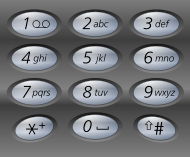 1 2 abc 3 def
4 ghi 5 jkl 6 mno
7 pqrs 8 tuv 9 wxyz
*+ 0 ⇧#